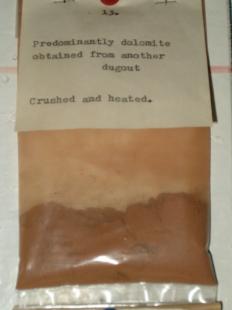 13.
Predominantly dolomite
obtained from another
dugout
Crushed and heated.